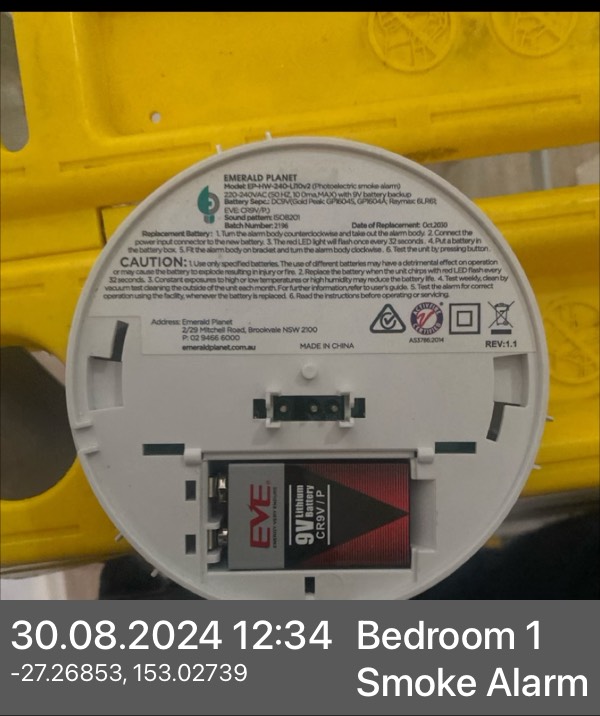 EMERALD PLANET
Model: EP-HW-240-LI10v2 (Photoelectric smoke alarm)
220-240VAC (50 HZ, 10 0ma,MAX) with 9V battery backup
Battery Sepc.: DC9V(Gold Peak: GP1604S, GP1604A; Raymax: 6LR61;
EVE: CR9V/P;)
Sound pattern: ISO8201
Batch Number: 2196 Date of Replacement: Oct.2030
Replacement Battery: 1. Turn the alarm body counterclockwise and take out the alarm body. 2. Connect the
power input connector to the new battery. 3. The red LED light will flash once every 32 seconds. 4. Put a battery in
the battery box. 5. Fit the alarm body on bracket and turn the alarm body clockwise. 6. Test the unit by pressing button.
CAUTION: 1. Use only specified batteries. The use of different batteries may have a detrimental effect on operation
or may cause the battery to explode resulting in injury or fire. 2. Replace the battery when the unit chirps with red LED flash every
32 seconds. 3. Constant exposures to high or low temperatures or high humidity may reduce the battery life. 4. Test weekly, clean by
vacuum fast cleaning the outside of the unit each month. For further information,refer to user's guide. 5. Test the alarm for correct
operation using the facility, whenever the battery is replaced. 6. Read the instructions before operating or servicing.
Address: Emerald Planet
2/29 Mitchell Road, Brookvale NSW 2100
P: 02 9466 6000
emeraldplanet.com.au
MADE IN CHINA
AS3786:2014
REV:1.1
EVE
9V Lithium Battery
CR9V / P
30.08.2024 12:34
-27.26853, 153.02739
Bedroom 1
Smoke Alarm